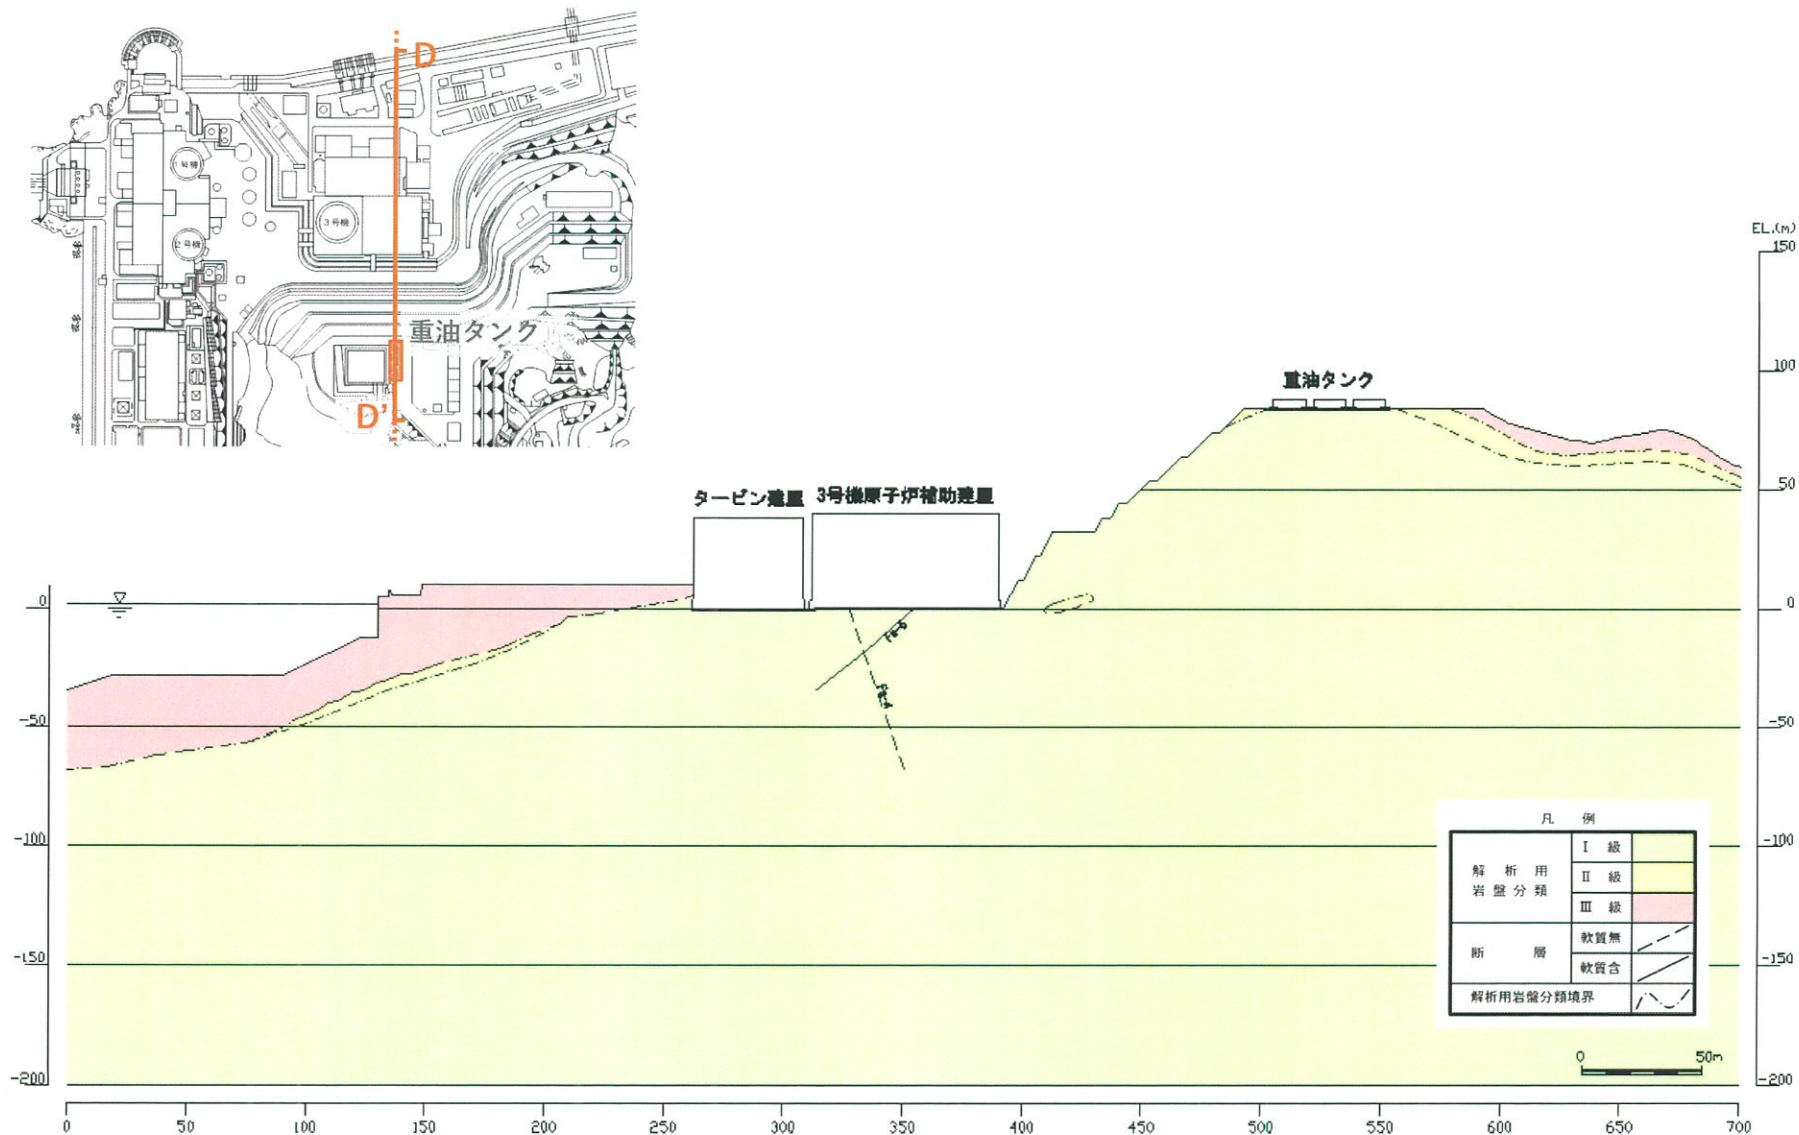 D
1号機
3号機
2号機
重油タンク
D'
EL.(m)
150
100
重油タンク
50
タービン建屋
3号機原子炉補助建屋
0
0
-50
-50
-100
-100
-150
-150
-200
-200
凡 例
解析用
岩盤分類
I 級
II 級
III 級
断 層
軟質無
軟質含
解析用岩盤分類境界
0 50m
0 50 100 150 200 250 300 350 400 450 500 550 600 650 700